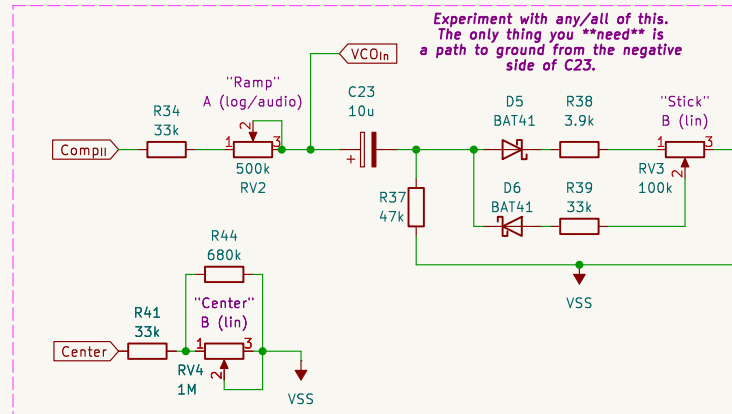 Experiment with any/all of this.
The only thing you **need** is
a path to ground from the negative
side of C23.
VCOIn
"Ramp"
A (log/audio)
C23
10u
R34
33k
D5
BAT41
R38
3.9k
"Stick"
B (lin)
CompII
1
2
3
+
1
3
500k
RV2
RV3
100k
2
R37
47k
D6
BAT41
R39
33k
R44
680k
VSS
"Center"
B (lin)
R41
33k
Center
1
3
RV4
1M
2
VSS